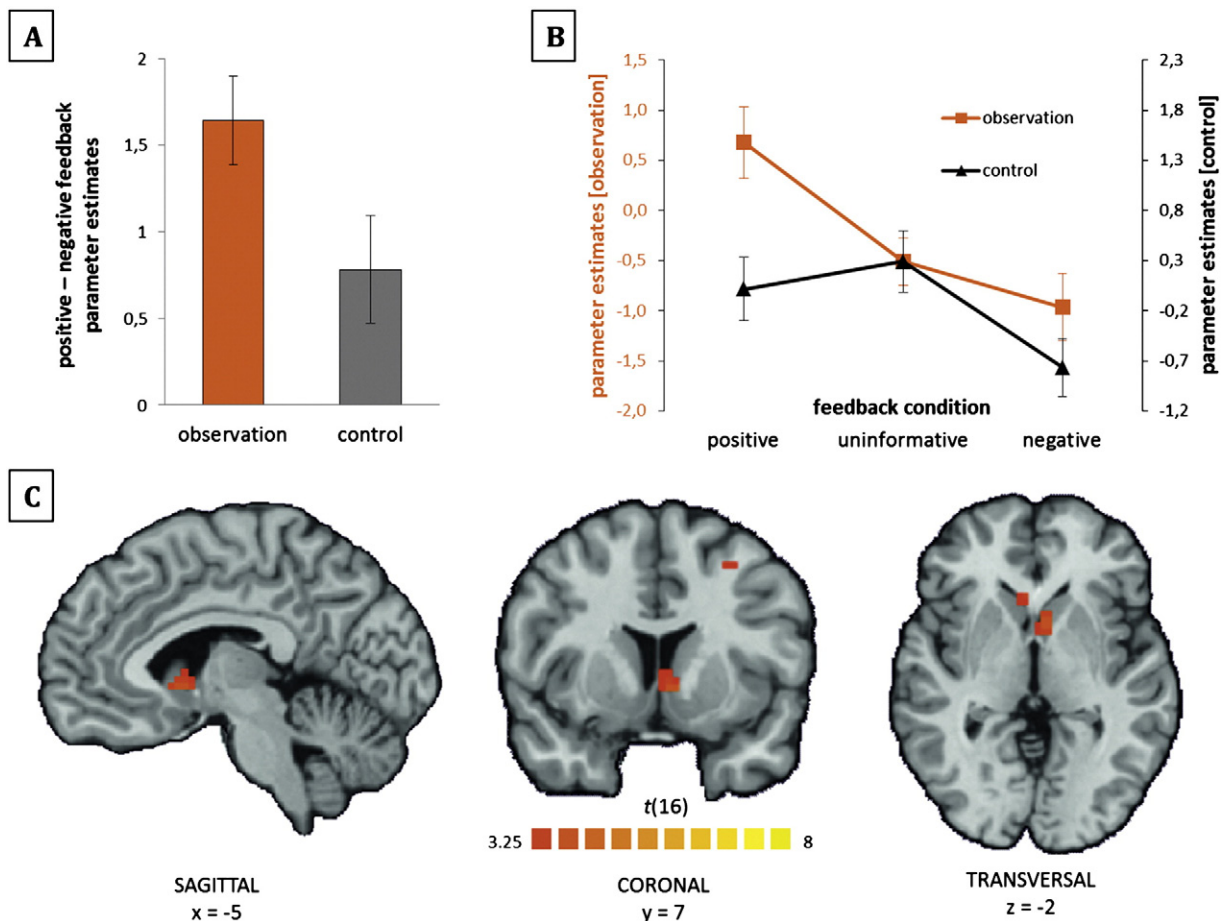 A
positive – negative feedback
parameter estimates
2
1,5
1
0,5
0
observation
control
B
parameter estimates [observation]
1,5
1,0
0,5
0,0
-0,5
-1,0
-1,5
-2,0
observation
control
2,3
1,8
1,3
0,8
0,3
-0,2
-0,7
-1,2
parameter estimates [control]
feedback condition
positive
uninformative
negative
C
t(16)
3.25
8
SAGITTAL
x = -5
CORONAL
y = 7
TRANSVERSAL
z = -2